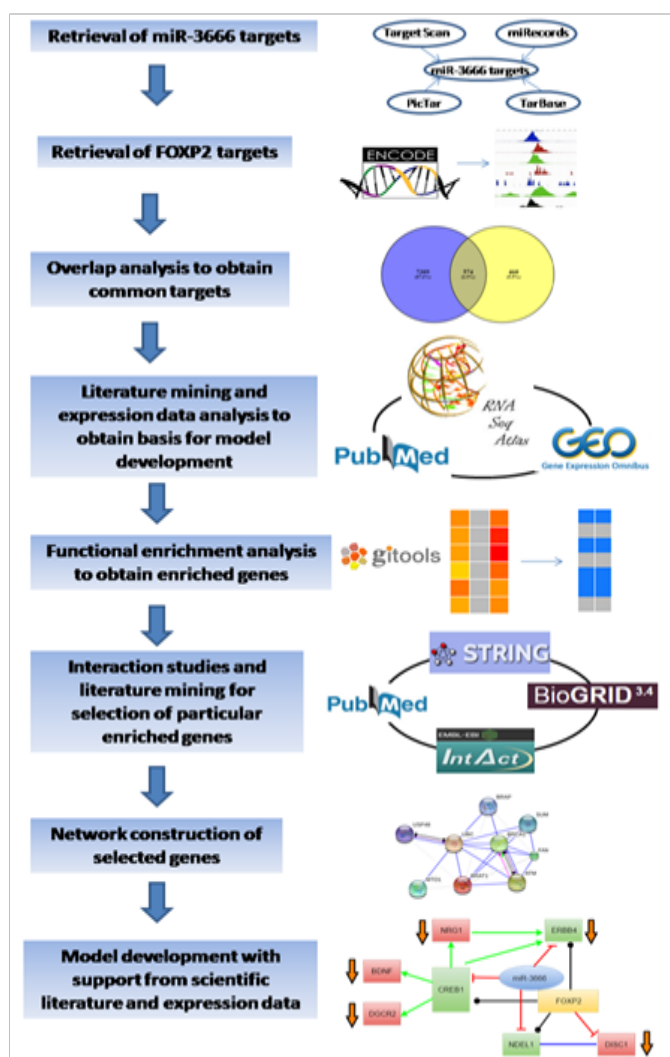 Retrieval of miR-3666 targets
Target Scan
miRecords
miR-3666 targets
PicTar
TarBase
Retrieval of FOXP2 targets
ENCODE
Overlap analysis to obtain
common targets
574
Literature mining and
expression data analysis to
obtain basis for model
development
RNA
Seq
Atlas
PubMed
GEO
Gene Expression Omnibus
Functional enrichment analysis
to obtain enriched genes
gitools
Interaction studies and
literature mining for
selection of particular
enriched genes
STRING
PubMed
BioGRID 3.4
EMBL-EBI
IntAct
Network construction of
selected genes
Model development with
support from scientific
literature and expression data
NRG1
ERBB4
BDNF
miR-3666
CREB1
DGCR2
FOXP2
NDEL1
DISC1